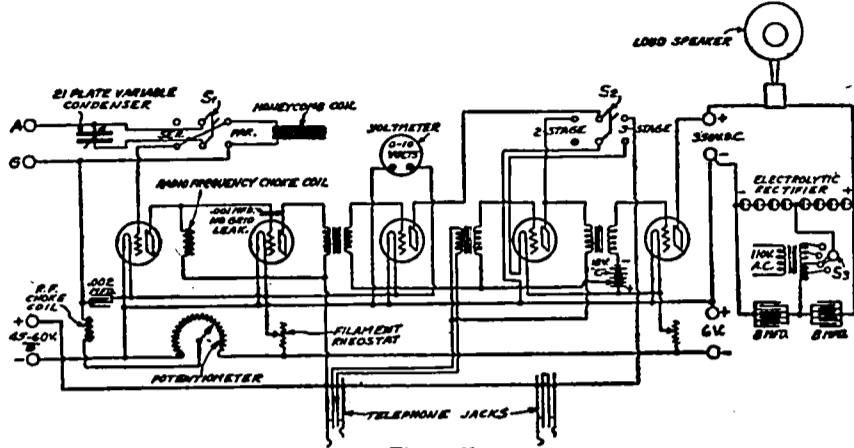 LOUD SPEAKER
21 PLATE VARIABLE
CONDENSER
S1
HONEYCOMB COIL
SER.
PAR.
A
G
VOLTMETER
0-10
VOLTS
S2
2-STAGE
3-STAGE
+
350V.D.C.
-
RADIO FREQUENCY CHOKE COIL
.001 MFD.
NO GRID
LEAK.
- ELECTROLYTIC +
RECTIFIER
110V.
A.C.
S3
.002
MFD.
R.F.
CHOKE
COIL
+
45-60V.
B
-
FILAMENT
RHEOSTAT
POTENTIOMETER
+
6V.
-
8 MFD.
8 MFD.
TELEPHONE JACKS